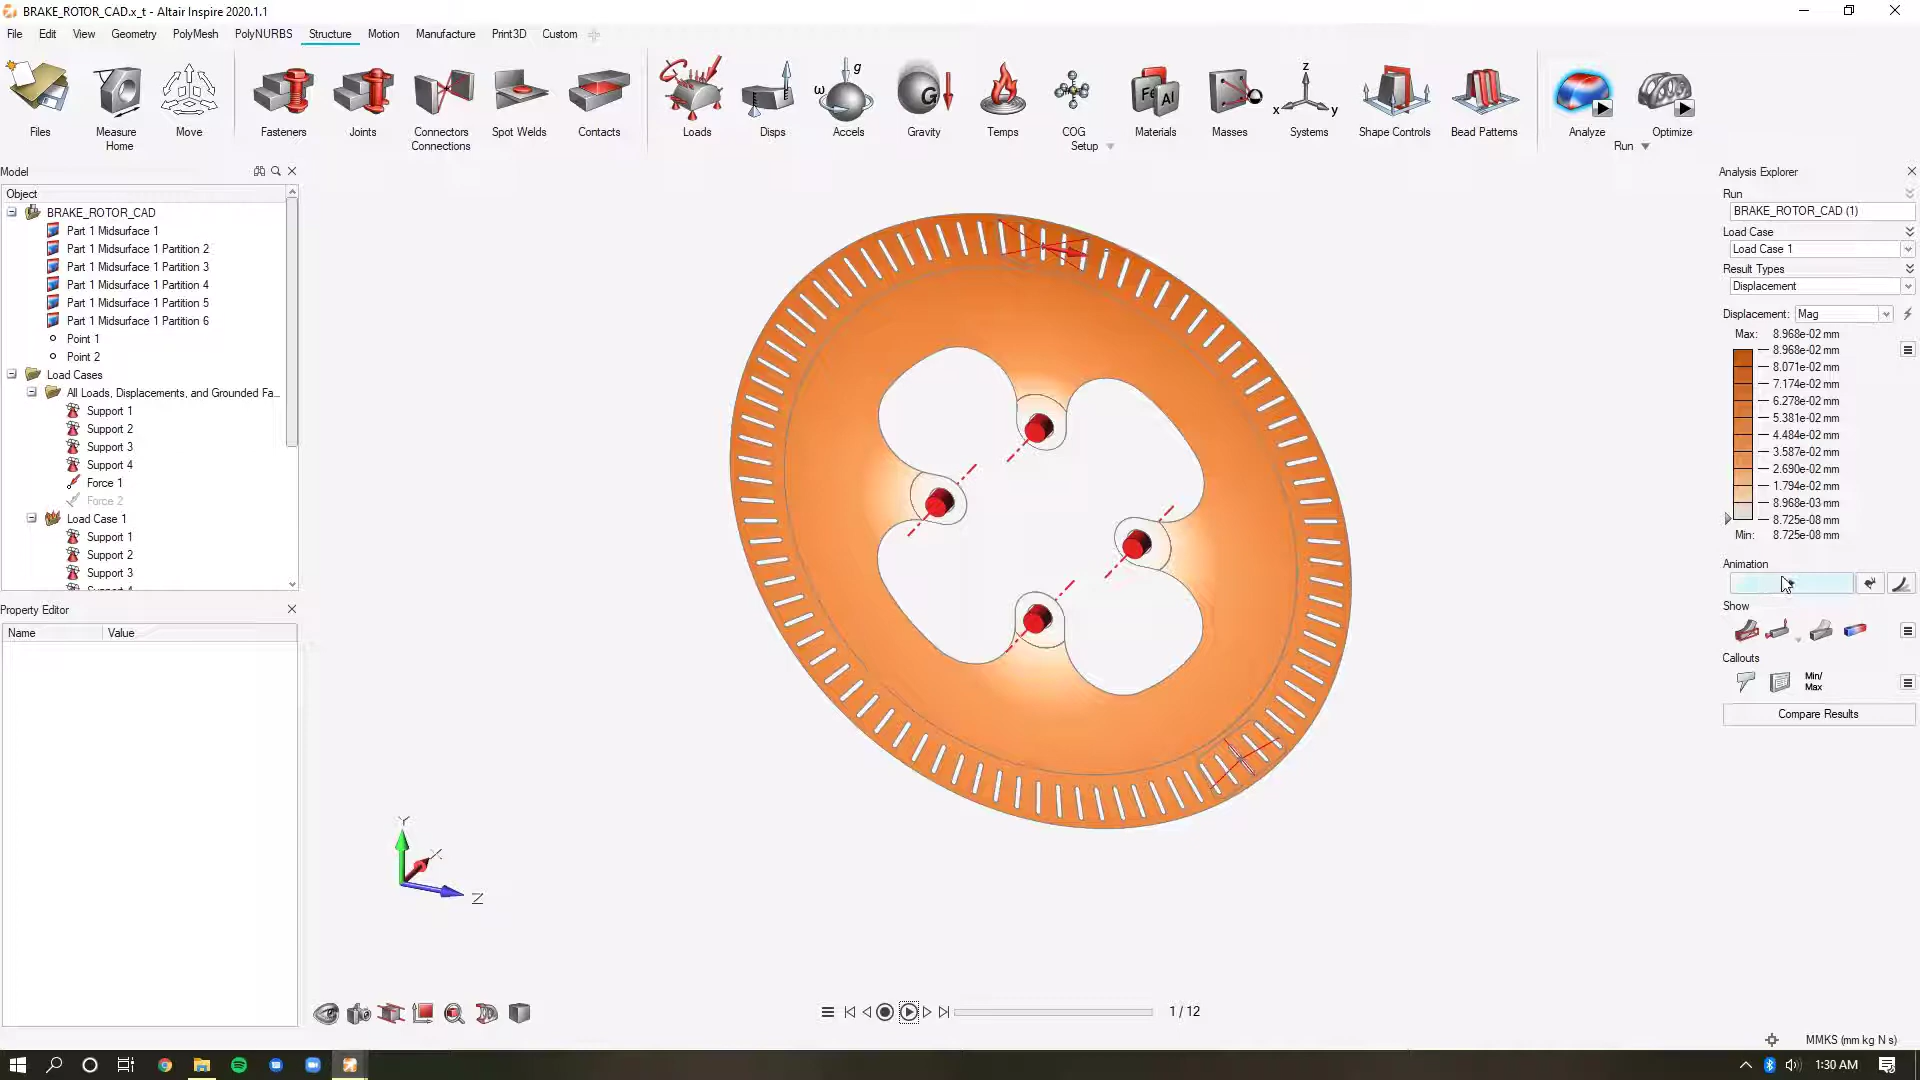 BRAKE_ROTOR_CAD.x_t - Altair Inspire 2020.1.1
File Edit View Geometry PolyMesh PolyNURBS Structure Motion Manufacture Print3D Custom
g
ω
G
Fe
Al
z
x
y
Files Measure Move Fasteners Joints Connectors Spot Welds Contacts Loads Disps Accels Gravity Temps COG Materials Masses Systems Shape Controls Bead Patterns Analyze Optimize
Home Connections Setup Run
Model
Object
BRAKE_ROTOR_CAD
Part 1 Midsurface 1
Part 1 Midsurface 1 Partition 2
Part 1 Midsurface 1 Partition 3
Part 1 Midsurface 1 Partition 4
Part 1 Midsurface 1 Partition 5
Part 1 Midsurface 1 Partition 6
Point 1
Point 2
Load Cases
All Loads, Displacements, and Grounded Fa...
Support 1
Support 2
Support 3
Support 4
Force 1
Force 2
Load Case 1
Support 1
Support 2
Support 3
Property Editor
Name Value
Y
X
Z
1 / 12
Analysis Explorer
Run
BRAKE_ROTOR_CAD (1)
Load Case
Load Case 1
Result Types
Displacement
Displacement: Mag
Max: 8.968e-02 mm
8.968e-02 mm
8.071e-02 mm
7.174e-02 mm
6.278e-02 mm
5.381e-02 mm
4.484e-02 mm
3.587e-02 mm
2.690e-02 mm
1.794e-02 mm
8.968e-03 mm
8.725e-08 mm
Min: 8.725e-08 mm
Animation
Show
Callouts
Min/
Max
Compare Results
MMKS (mm kg N s)
1:30 AM